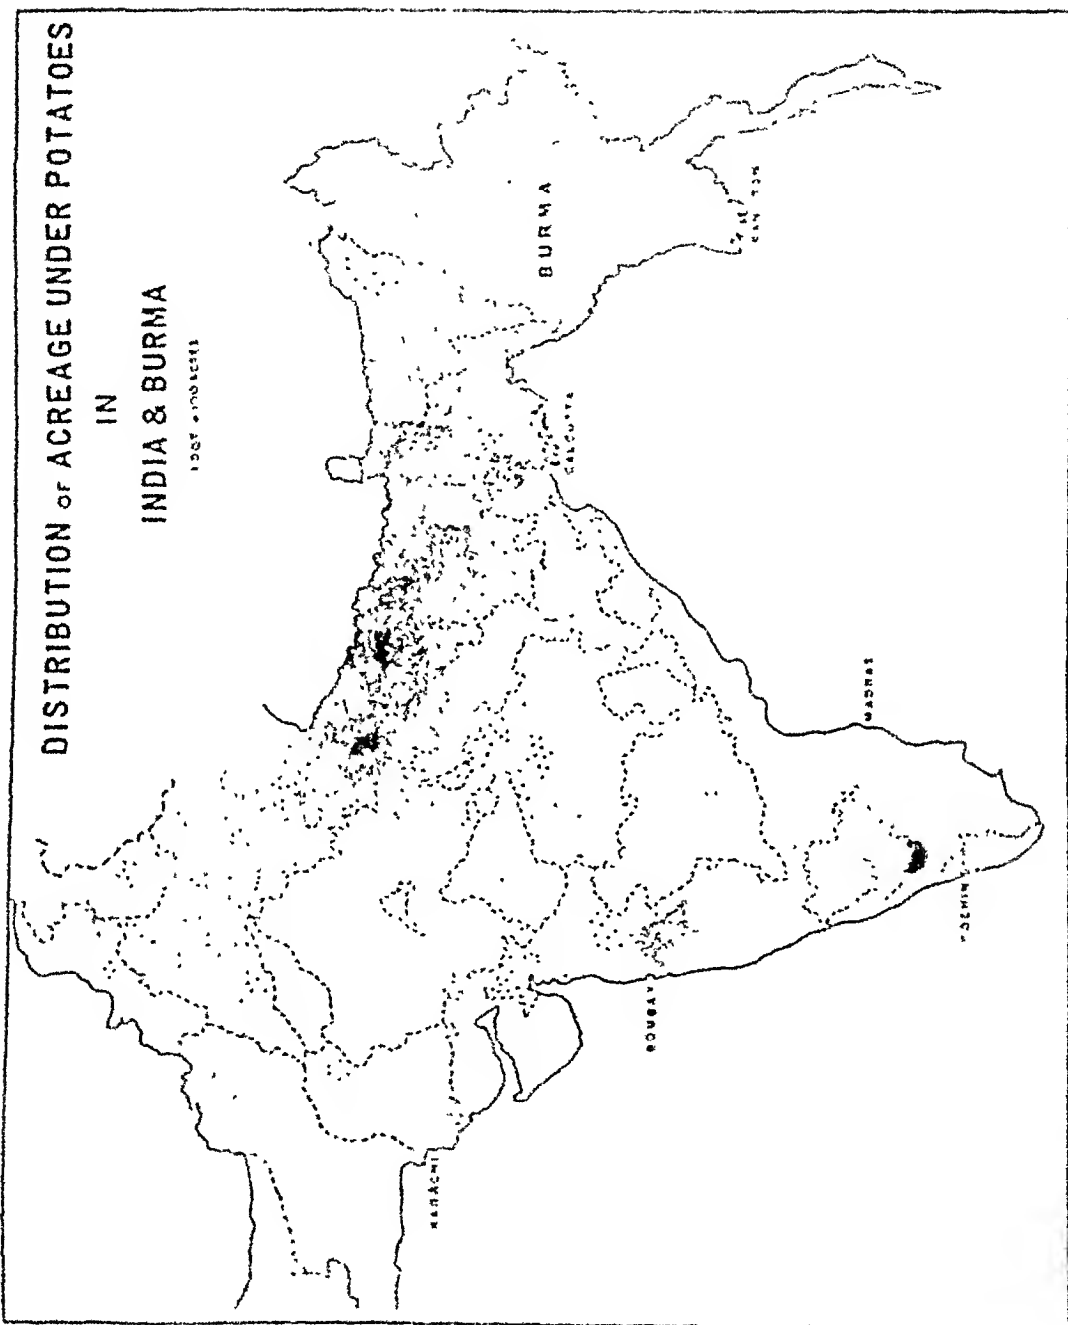 DISTRIBUTION OF ACREAGE UNDER POTATOES
IN
INDIA & BURMA
BURMA
CALCUTTA
KARACHI
BOMBAY
MADRAS